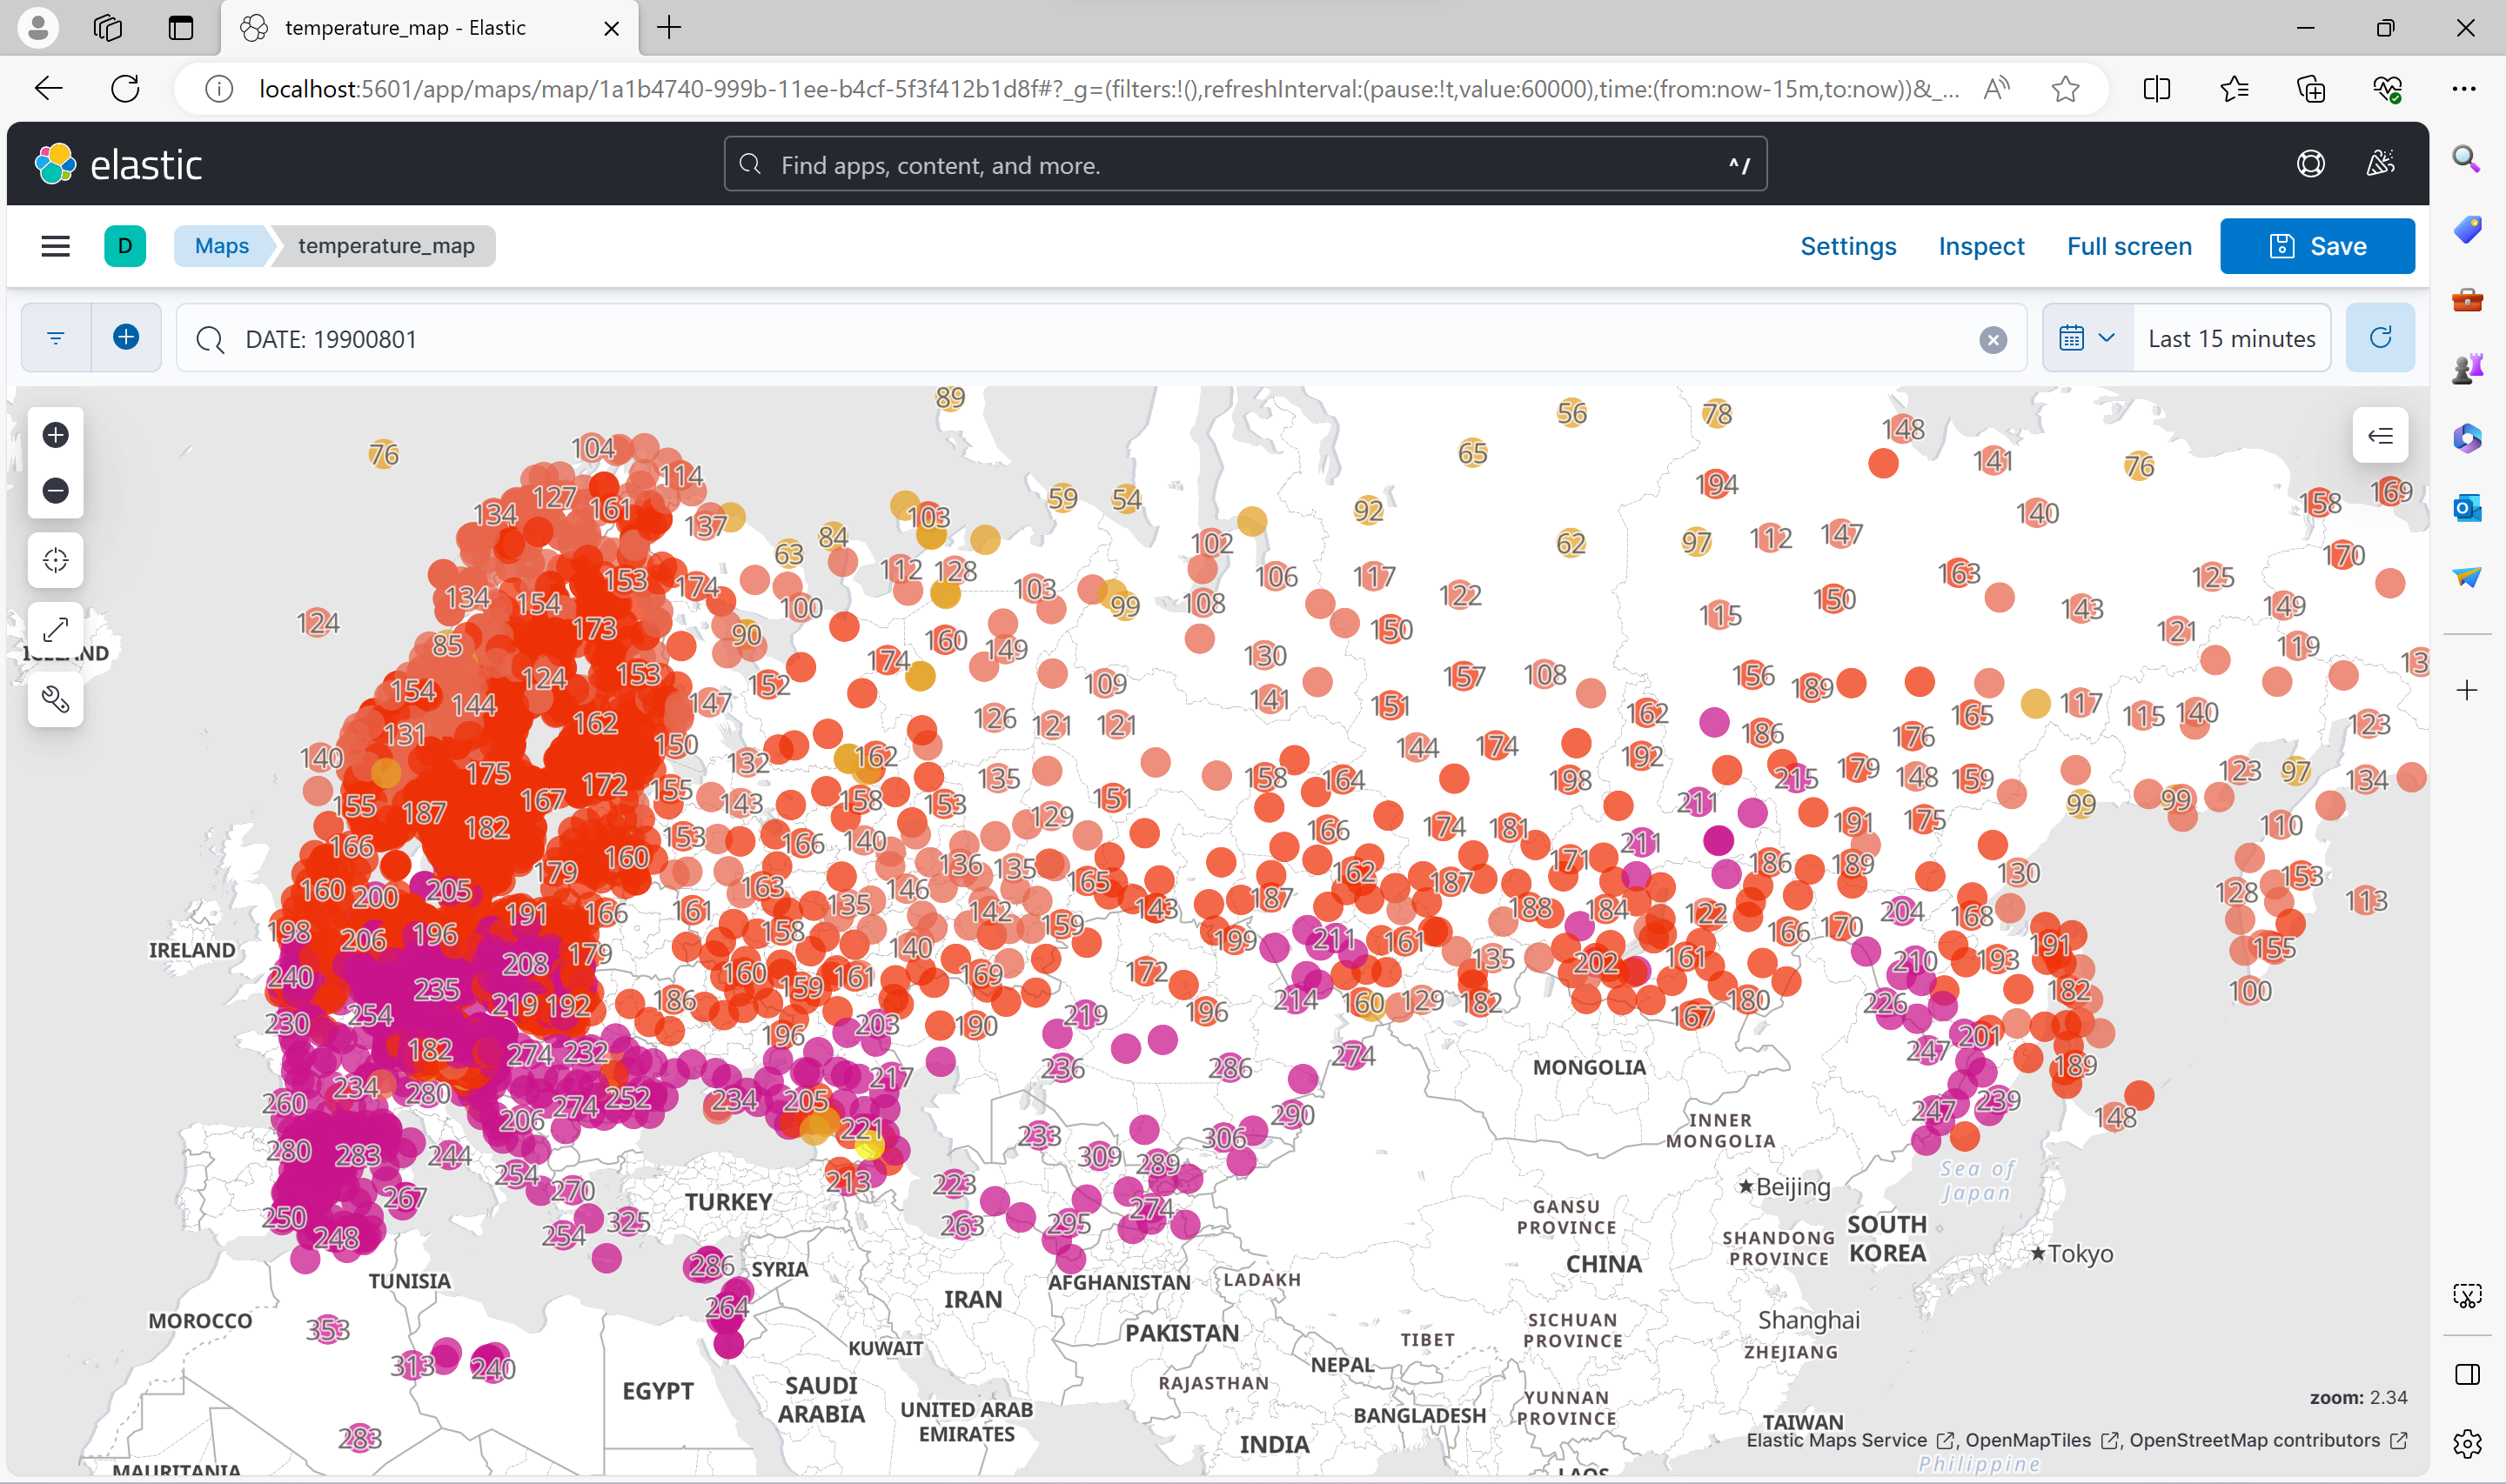 temperature_map - Elastic
localhost:5601/app/maps/map/1a1b4740-999b-11ee-b4cf-5f3f412b1d8f#?_g=(filters:!(),refreshInterval:(pause:!t,value:60000),time:(from:now-15m,to:now))&_...
elastic
Find apps, content, and more.
^/
D
Maps
temperature_map
Settings
Inspect
Full screen
Save
DATE: 19900801
Last 15 minutes
89 56 78 148
76 104 114 65 194 141 76 158 169
134 127 161 137 103 59 54 92 140
63 84 102 62 97 112 147 170
134 154 153 174 112 128 103 106 117 122 163 125
124 100 99 108 115 150 143 149
85 173 90 160 149 150 121 119
ICELAND
174 130
154 144 124 153 147 152 109 141 151 157 108 156 189 13
131 162 126 121 121 162 165 117 115 140 123
140 150 132 162 144 174 192 186 176
175 172 155 135 158 164 198 215 179 148 159 123 97 134
155 187 167 143 158 153 151 211 99 99
166 182 153 166 140 129 166 174 181 211 191 175 110
160 200 205 179 160 163 146 136 135 165 162 187 171 186 189 130 128 153
198 206 196 191 166 161 135 142 159 143 187 188 184 122 204 168 113
IRELAND
158 140 199 211 161 166 170 191 155
240 235 208 179 160 159 161 169 172 135 202 161 210 193 182 100
230 254 219 192 186 196 203 190 219 196 214 160 129 182 167 180 226 201
182 274 232 217 236 286 274 247 189
MONGOLIA
260 234 280 206 274 252 234 205 221 233 306 290 247 239 148
INNER
MONGOLIA
280 283 244 254 270 213 223 309 289
Sea of
Japan
TURKEY
Beijing
250 248 267 254 325 263 295 274
GANSU
PROVINCE
SOUTH
KOREA
SHANDONG
PROVINCE
Tokyo
286
SYRIA
CHINA
TUNISIA
AFGHANISTAN
LADAKH
IRAN
264
MOROCCO
353
PAKISTAN
TIBET
SICHUAN
PROVINCE
Shanghai
KUWAIT
ZHEJIANG
313 240
NEPAL
EGYPT
SAUDI
ARABIA
RAJASTHAN
YUNNAN
PROVINCE
zoom: 2.34
UNITED ARAB
EMIRATES
BANGLADESH
TAIWAN
283
INDIA
Elastic Maps Service , OpenMapTiles , OpenStreetMap contributors
MAURITANIA
LAOS
Philippine